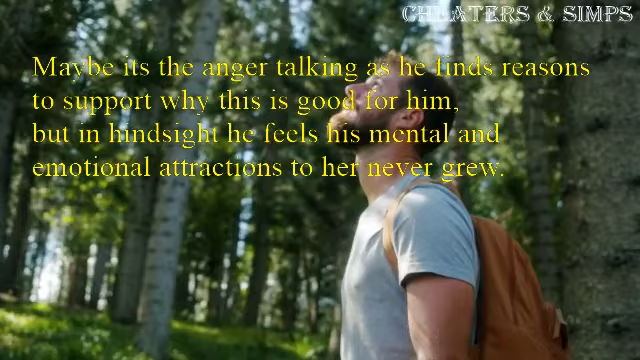 CHEATERS & SIMPS
Maybe its the anger talking as he finds reasons
to support why this is good for him,
but in hindsight he feels his mental and
emotional attractions to her never grew.